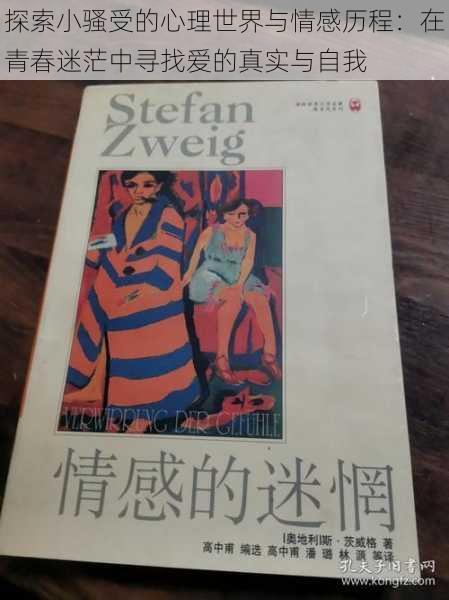 探索小骚受的心理世界与情感历程：在
青春迷茫中寻找爱的真实与自我
Stefan
Zweig
VERWIRRUNG DER GEFÜHLE
情感的迷惘
[奥地利]斯·茨威格 著
高中甫 编选 高中甫 潘璐 林源 等译
孔夫子旧书网